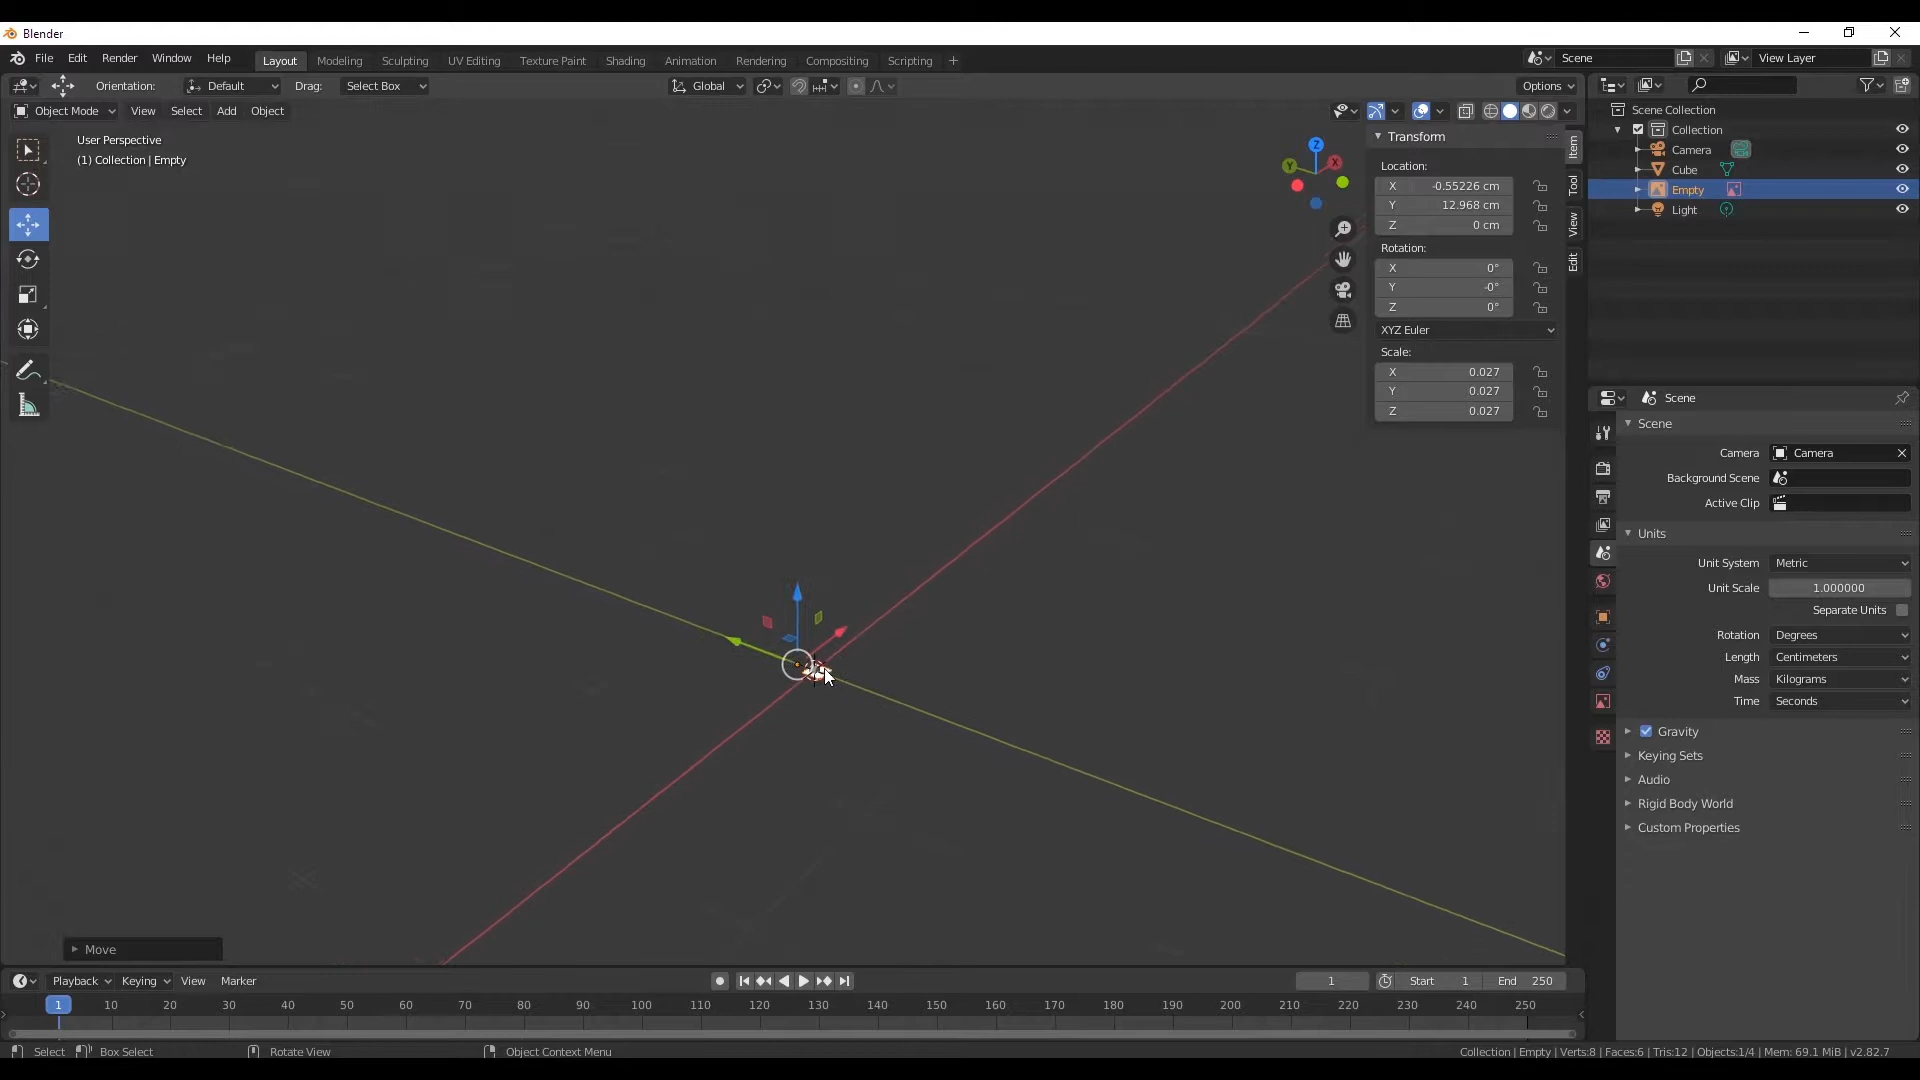 Blender
File Edit Render Window Help Layout Modeling Sculpting UV Editing Texture Paint Shading Animation Rendering Compositing Scripting + Scene View Layer
Orientation: Default Drag: Select Box Global Options
Object Mode View Select Add Object
User Perspective
(1) Collection | Empty
Z
X
Y
Transform
Location:
X -0.55226 cm
Y 12.968 cm
Z 0 cm
Rotation:
X 0°
Y -0°
Z 0°
XYZ Euler
Scale:
X 0.027
Y 0.027
Z 0.027
Item
Tool
View
Edit
Scene Collection
Collection
Camera
Cube
Empty
Light
Scene
Scene
Camera Camera
Background Scene
Active Clip
Units
Unit System Metric
Unit Scale 1.000000
Separate Units
Rotation Degrees
Length Centimeters
Mass Kilograms
Time Seconds
Gravity
Keying Sets
Audio
Rigid Body World
Custom Properties
Move
Playback Keying View Marker 1 Start 1 End 250
1 10 20 30 40 50 60 70 80 90 100 110 120 130 140 150 160 170 180 190 200 210 220 230 240 250
Select Box Select Rotate View Object Context Menu Collection | Empty | Verts:8 | Faces:6 | Tris:12 | Objects:1/4 | Mem: 69.1 MiB | v2.82.7